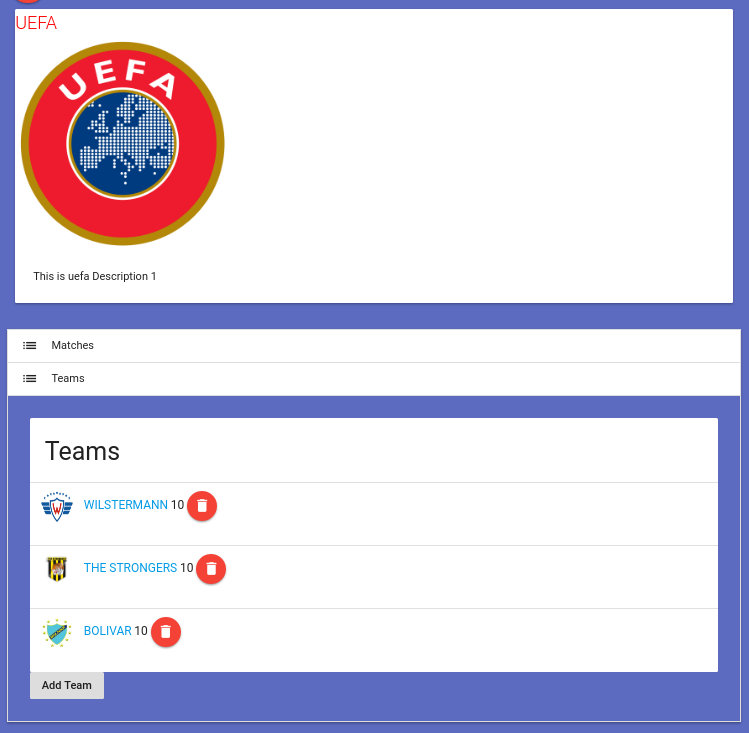 UEFA
UEFA
This is uefa Description 1
Matches
Teams
Teams
WILSTERMANN 10
THE STRONGERS 10
BOLIVAR 10
Add Team